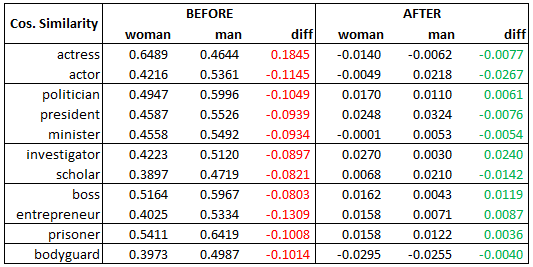 Cos. Similarity BEFORE AFTER
woman man diff woman man diff
actress 0.6489 0.4644 0.1845 -0.0140 -0.0062 -0.0077
actor 0.4216 0.5361 -0.1145 -0.0049 0.0218 -0.0267
politician 0.4947 0.5996 -0.1049 0.0170 0.0110 0.0061
president 0.4587 0.5526 -0.0939 0.0248 0.0324 -0.0076
minister 0.4558 0.5492 -0.0934 -0.0001 0.0053 -0.0054
investigator 0.4223 0.5120 -0.0897 0.0270 0.0030 0.0240
scholar 0.3897 0.4719 -0.0821 0.0068 0.0210 -0.0142
boss 0.5164 0.5967 -0.0803 0.0162 0.0043 0.0119
entrepreneur 0.4025 0.5334 -0.1309 0.0158 0.0071 0.0087
prisoner 0.5411 0.6419 -0.1008 0.0158 0.0122 0.0036
bodyguard 0.3973 0.4987 -0.1014 -0.0295 -0.0255 -0.0040